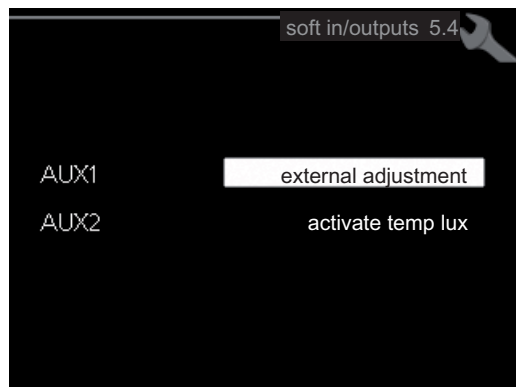 soft in/outputs 5.4
AUX1 external adjustment
AUX2 activate temp lux